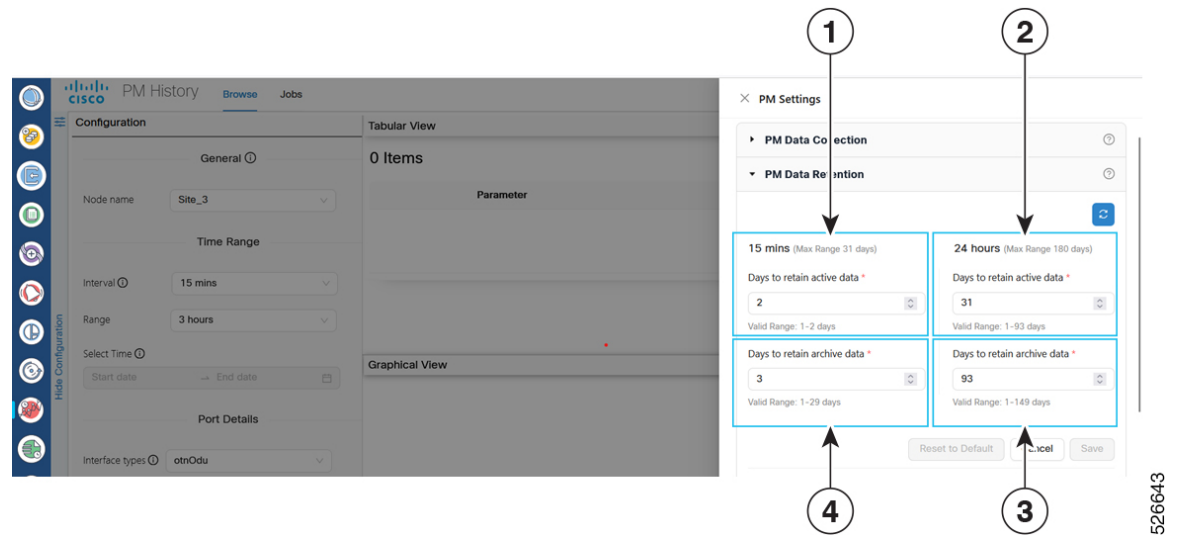 1
2
CISCO PM History Browse Jobs
Configuration
General
Node name Site_3
Time Range
Interval 15 mins
Range 3 hours
Select Time
Start date → End date
Port Details
Interface types otnOdu
Hide Configuration
Tabular View
0 Items
Parameter
Graphical View
PM Settings
PM Data Collection
PM Data Retention
15 mins (Max Range 31 days)
Days to retain active data *
2
Valid Range: 1-2 days
Days to retain archive data *
3
Valid Range: 1-29 days
24 hours (Max Range 180 days)
Days to retain active data *
31
Valid Range: 1-93 days
Days to retain archive data *
93
Valid Range: 1-149 days
Reset to Default Cancel Save
4
3
526643